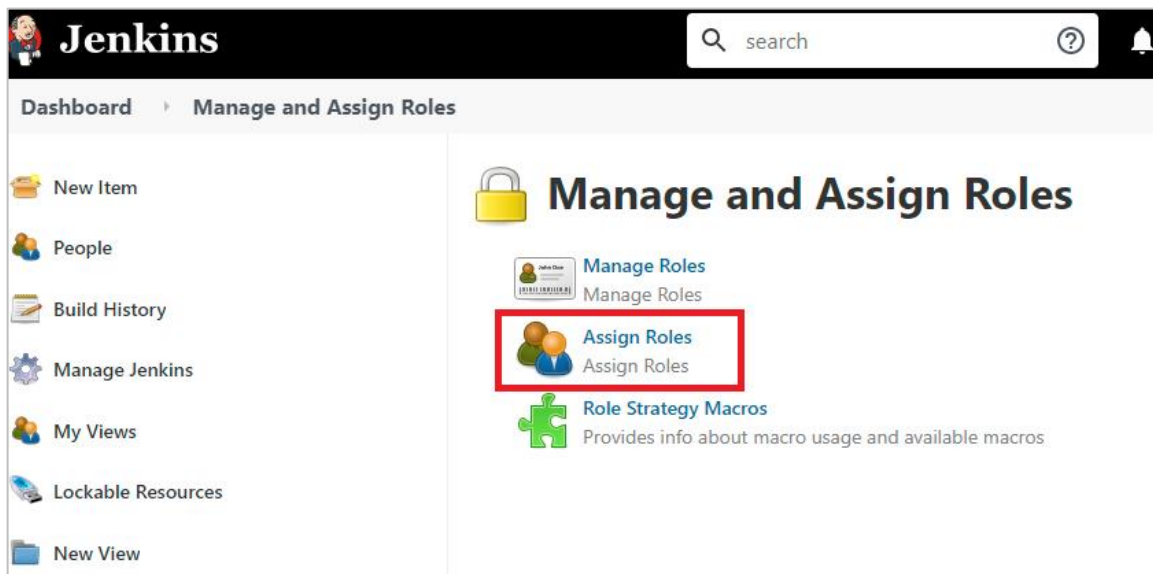 Jenkins
search
Dashboard Manage and Assign Roles
New Item
People
Build History
Manage Jenkins
My Views
Lockable Resources
New View
Manage and Assign Roles
Manage Roles
Manage Roles
Assign Roles
Assign Roles
Role Strategy Macros
Provides info about macro usage and available macros